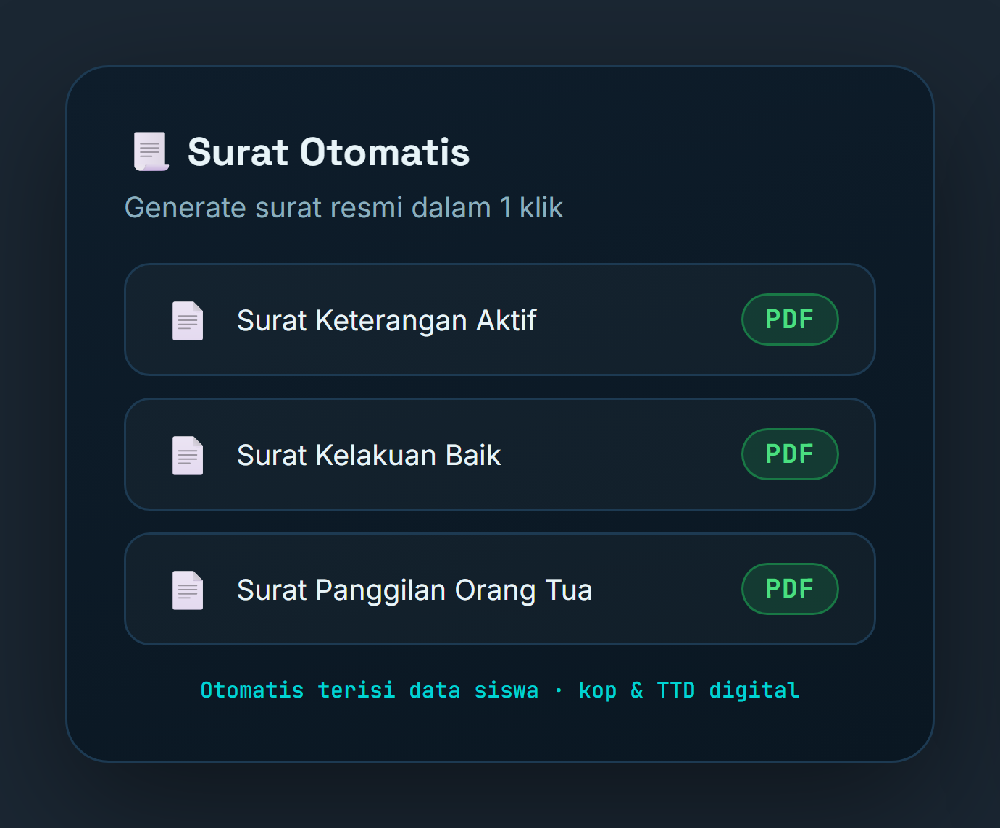 Surat Otomatis
Generate surat resmi dalam 1 klik
Surat Keterangan Aktif PDF
Surat Kelakuan Baik PDF
Surat Panggilan Orang Tua PDF
Otomatis terisi data siswa · kop & TTD digital